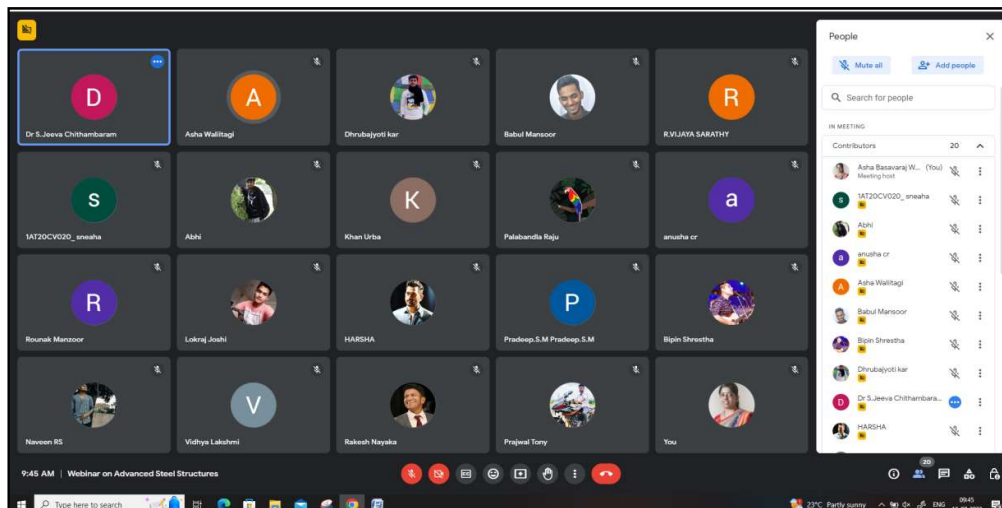 D
Dr S.Jeeva Chithambaram
A
Asha Walitagi
Dhrubajyoti kar
Babul Mansoor
R
R.VIJAYA SARATHY
s
1AT20CV020_ sneaha
Abhi
K
Khan Urba
Palabandla Raju
a
anusha cr
R
Rounak Manzoor
Lokraj Joshi
HARSHA
P
Pradeep.S.M Pradeep.S.M
Bipin Shrestha
Naveen RS
V
Vidhya Lakshmi
Rakesh Nayaka
Prajwal Tony
You
People
Mute all
Add people
Search for people
IN MEETING
Contributors 20
Asha Basavaraj W... (You)
Meeting host
s
1AT20CV020_ sneaha
Abhi
a
anusha cr
A
Asha Walitagi
Babul Mansoor
Bipin Shrestha
Dhrubajyoti kar
D
Dr S.Jeeva Chithambara...
HARSHA
9:45 AM | Webinar on Advanced Steel Structures
CC
20
Type here to search
23°C Partly sunny
ENG
09:45